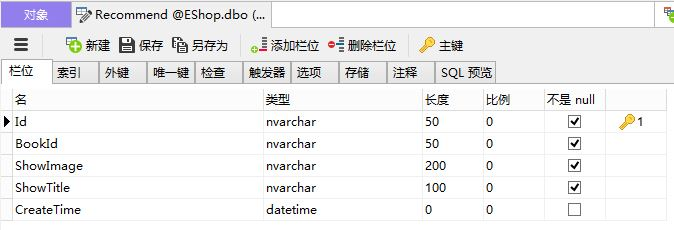 对象 Recommend @EShop.dbo (...
新建 保存 另存为 添加栏位 删除栏位 主键
栏位 索引 外键 唯一键 检查 触发器 选项 存储 注释 SQL 预览
名 类型 长度 比例 不是 null
Id nvarchar 50 0 1
BookId nvarchar 50 0
ShowImage nvarchar 200 0
ShowTitle nvarchar 100 0
CreateTime datetime 0 0